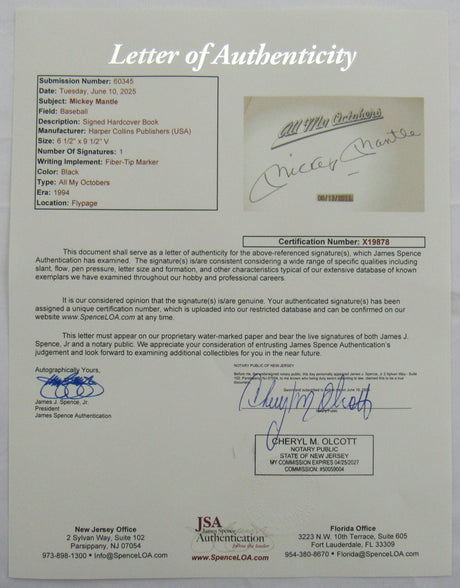 Letter of Authenticity
Submission Number: 60345
Date: Tuesday, June.10, 2025
Subject: Mickey Mantle
Field: Baseball
Description: Signed Hardcover Book
Manufacturer: Harper Collins Publishers (USA)
Size: 6 1/2" x 9 1/2" V
Number Of Signatures: 1
Writing Implement: Fiber-Tip Marker
Color: Black
Type: All My Octobers
Era: 1994
Location: Flypage
All My Octobers
Mickey Mantle
Certification Number: X19878
This document shall serve as a letter of authenticity for the above-referenced signature(s), which James Spence
Authentication has examined. The signature(s) is/are consistent considering a wide range of specific qualities including
slant, flow, pen pressure, letter size and formation, and other characteristics typical of our extensive database of known
exemplars we have examined throughout our hobby and professional careers.
It is our considered opinion that the signature(s) is/are genuine. Your authenticated signature(s) has been
assigned a unique certification number, which is uploaded into our restricted database and can be confirmed on our
website www.SpenceLOA.com at any time.
This letter must appear on our proprietary water-marked paper and bear the live signatures of both James J.
Spence, Jr and a notary public. We appreciate your consideration of entrusting James Spence Authentication's
judgement and look forward to examining additional collectibles for you in the near future.
Autographically Yours,
James J. Spence, Jr.
President
James Spence Authentication
NOTARY PUBLIC OF NEW JERSEY
Cheryl M Olcott
CHERYL M. OLCOTT
NOTARY PUBLIC
STATE OF NEW JERSEY
MY COMMISSION EXPIRES 04/25/2027
COMMISSION: #50059004
New Jersey Office
2 Sylvan Way, Suite 102
Parsippany, NJ 07054
973-898-1300 • Info@SpenceLOA.com
JSA
James Spence
Authentication
follow the leader
www.SpenceLOA.com
Florida Office
3223 N.W. 10th Terrace, Suite 605
Fort Lauderdale, FL 33309
954-380-8670 • Florida@SpenceLOA.com